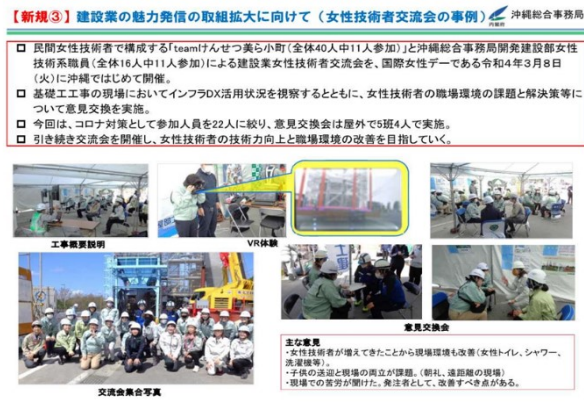 【新規③】建設業の魅力発信の取組拡大に向けて（女性技術者交流会の事例）
内閣府 沖縄総合事務局
□ 民間女性技術者で構成する「teamけんせつ美ら小町（全体40人中11人参加）」と沖縄総合事務局開発建設部女性
技術系職員（全体16人中11人参加）による建設業女性技術者交流会を、国際女性デーである令和4年3月8日
（火）に沖縄ではじめて開催。
□ 基礎工工事の現場においてインフラDX活用状況を視察するとともに、女性技術者の職場環境の課題と解決策等に
ついて意見交換を実施。
□ 今回は、コロナ対策として参加人員を22人に絞り、意見交換会は屋外で5班4人で実施。
□ 引き続き交流会を開催し、女性技術者の技術力向上と職場環境の改善を目指していく。
工事概要説明
VR体験
意見交換会
交流会集合写真
主な意見
・女性技術者が増えてきたことから現場環境も改善（女性トイレ、シャワー、
洗濯機等）。
・子供の送迎と現場の両立が課題。（朝礼、遠距離の現場）
・現場での苦労が聞けた。発注者として、改善すべき点がある。